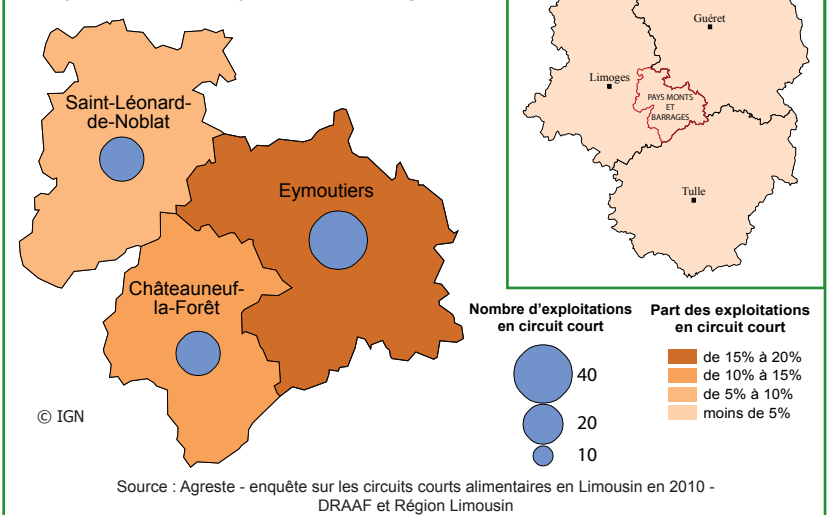 Guéret
Limoges
PAYS MONTS
ET
BARRAGES
Tulle
Saint-Léonard-
de-Noblat
Eymoutiers
Châteauneuf-
la-Forêt
© IGN
Nombre d'exploitations
en circuit court
40
20
10
Part des exploitations
en circuit court
de 15% à 20%
de 10% à 15%
de 5% à 10%
moins de 5%
Source : Agreste - enquête sur les circuits courts alimentaires en Limousin en 2010 -
DRAAF et Région Limousin